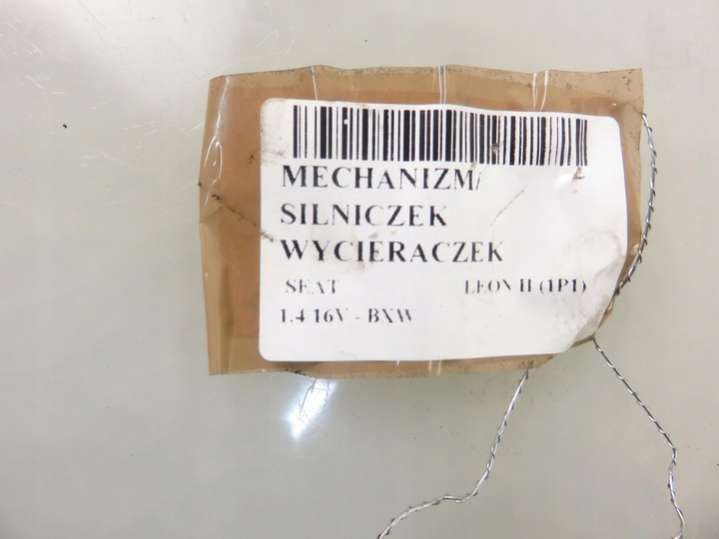 MECHANIZM/
SILNICZEK
WYCIERACZEK
SEAT LEON II (1P1)
1.4 16V - BXW